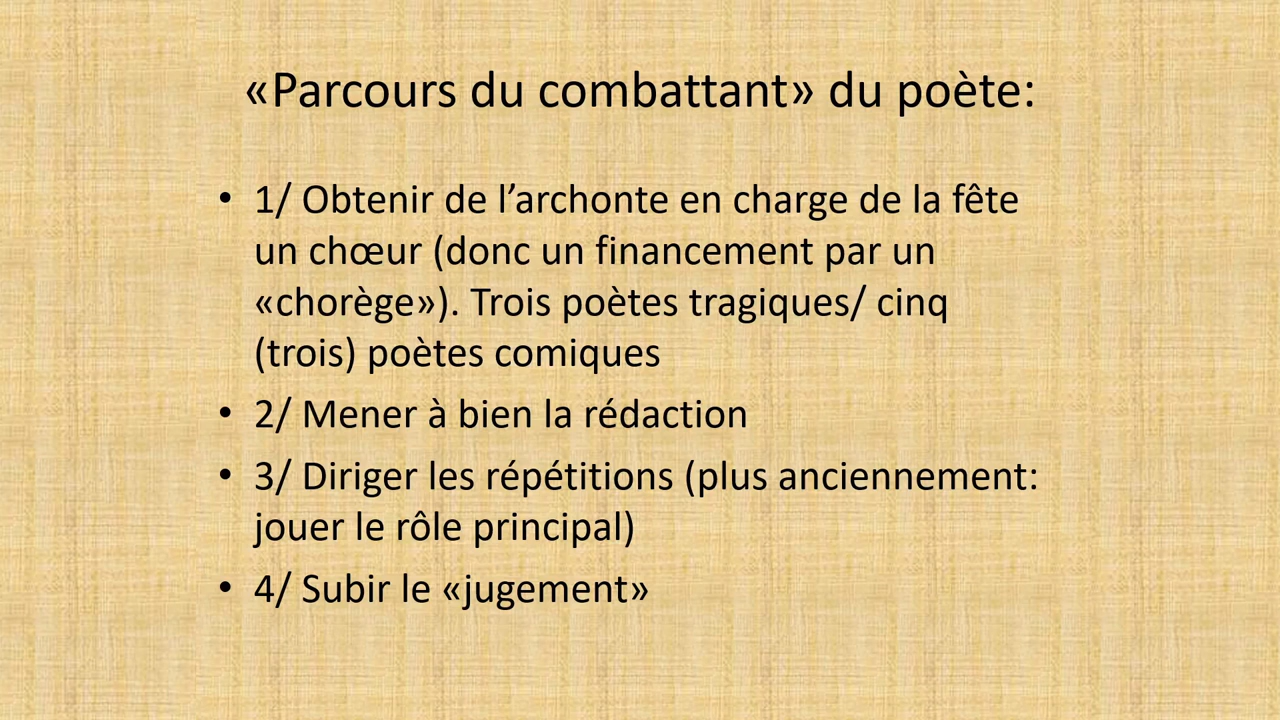 «Parcours du combattant» du poète:
• 1/ Obtenir de l’archonte en charge de la fête
un chœur (donc un financement par un
«chorège»). Trois poètes tragiques/ cinq
(trois) poètes comiques
• 2/ Mener à bien la rédaction
• 3/ Diriger les répétitions (plus anciennement:
jouer le rôle principal)
• 4/ Subir le «jugement»